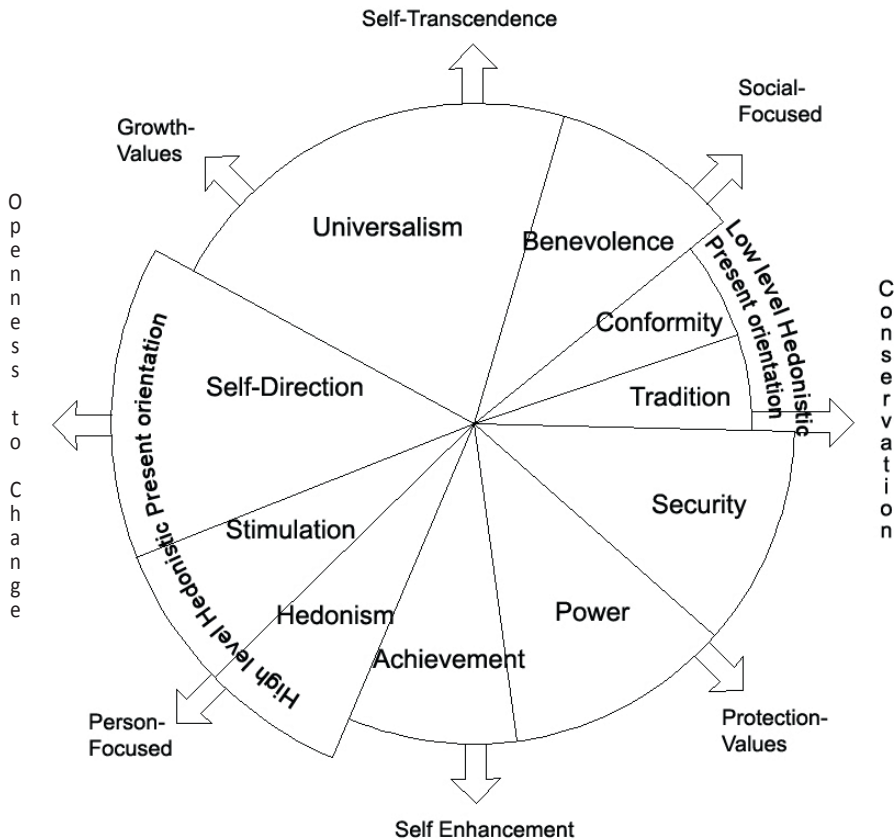 Self-Transcendence
Social-
Focused
Growth-
Values
Openness to Change
Universalism
Benevolence
Low level Hedonistic
Present orientation
Conservation
Conformity
Self-Direction
Tradition
High level Hedonistic Present orientation
Stimulation
Security
Hedonism
Power
Achievement
Person-
Focused
Protection-
Values
Self Enhancement